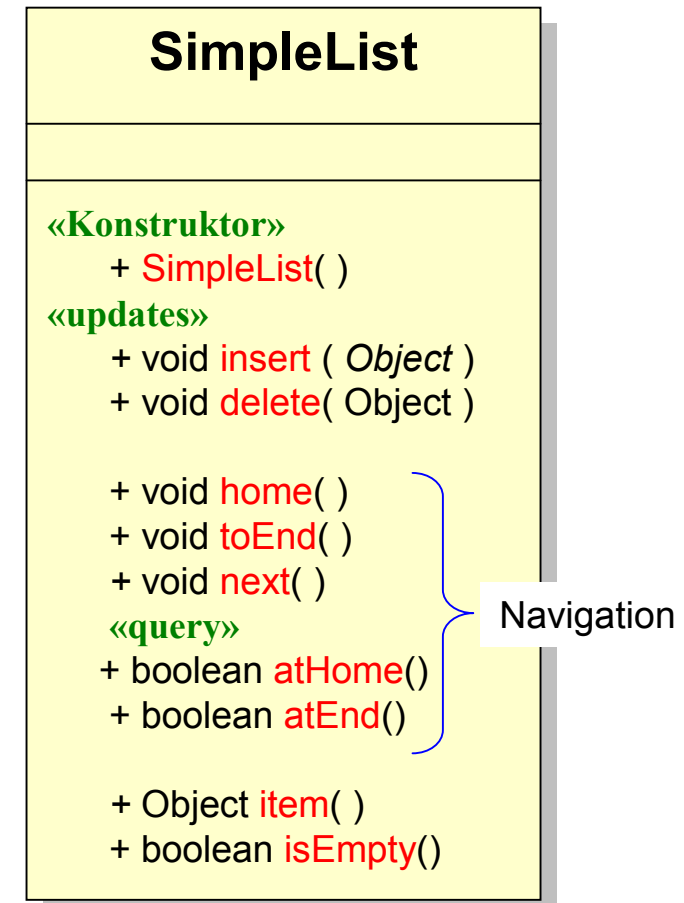 SimpleList
«Konstruktor»
+ SimpleList( )
«updates»
+ void insert ( Object )
+ void delete( Object )
+ void home( )
+ void toEnd( )
+ void next( )
Navigation
«query»
+ boolean atHome()
+ boolean atEnd()
+ Object item( )
+ boolean isEmpty()